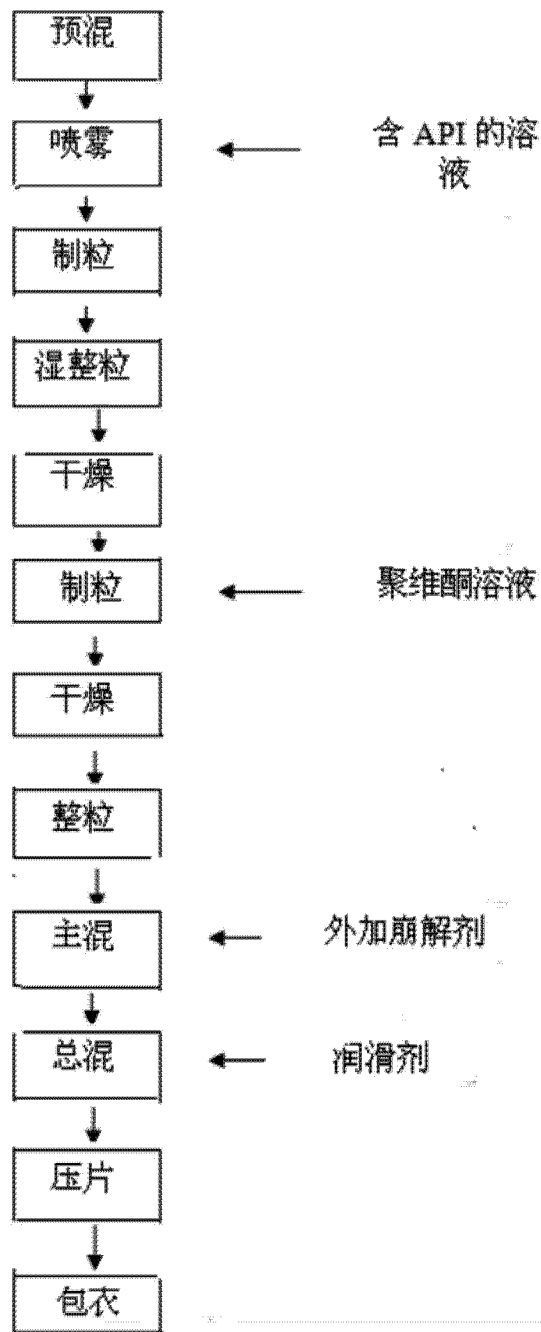 预混
喷雾
含 API 的溶
液
制粒
湿整粒
干燥
制粒
聚维酮溶液
干燥
整粒
主混
外加崩解剂
总混
润滑剂
压片
包衣